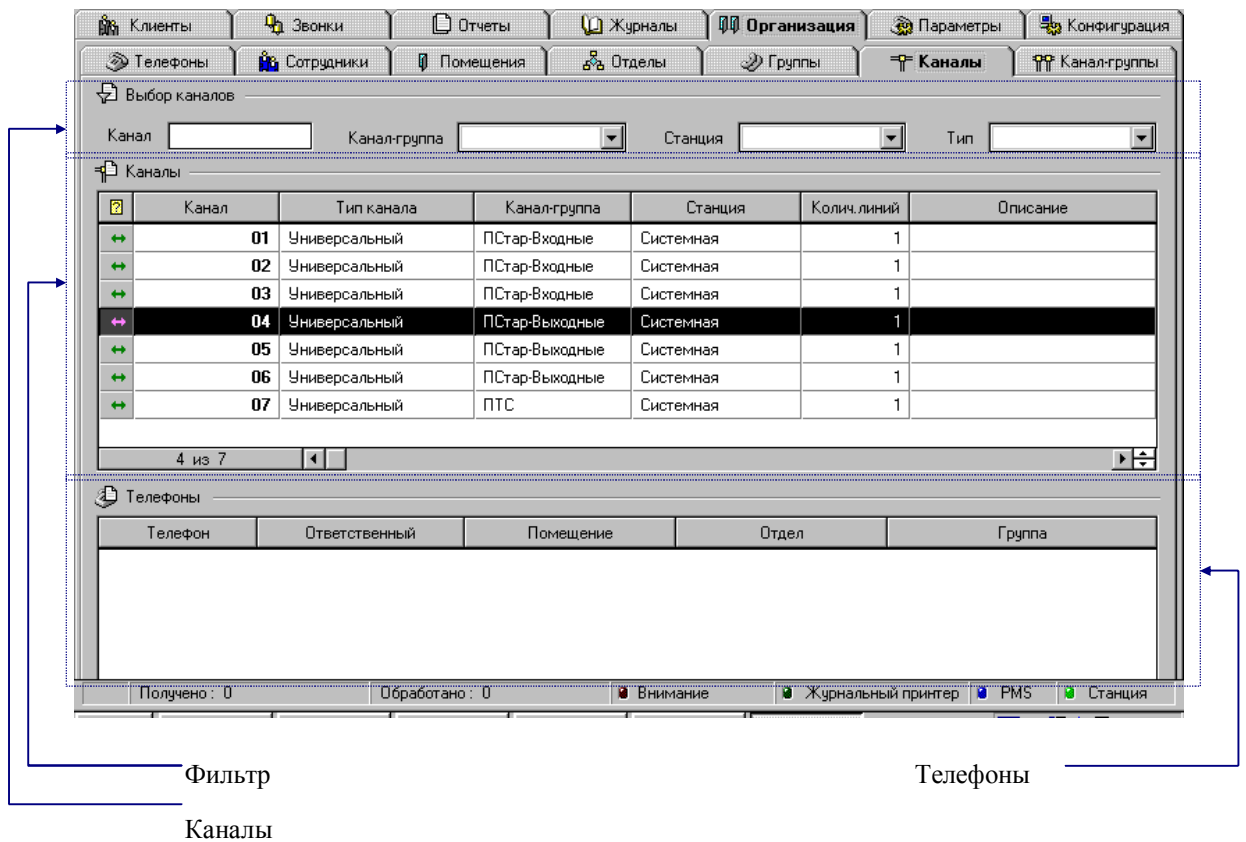 Клиенты Звонки Отчеты Журналы Организация Параметры Конфигурация
Телефоны Сотрудники Помещения Отделы Группы Каналы Канал-группы
Выбор каналов
Канал Канал-группа Станция Тип
Каналы
? Канал Тип канала Канал-группа Станция Колич.линий Описание
01 Универсальный ПСтар-Входные Системная 1
02 Универсальный ПСтар-Входные Системная 1
03 Универсальный ПСтар-Входные Системная 1
04 Универсальный ПСтар-Выходные Системная 1
05 Универсальный ПСтар-Выходные Системная 1
06 Универсальный ПСтар-Выходные Системная 1
07 Универсальный ПТС Системная 1
4 из 7
Телефоны
Телефон Ответственный Помещение Отдел Группа
Получено : 0 Обработано : 0 Внимание Журнальный принтер PMS Станция
Фильтр Телефоны
Каналы